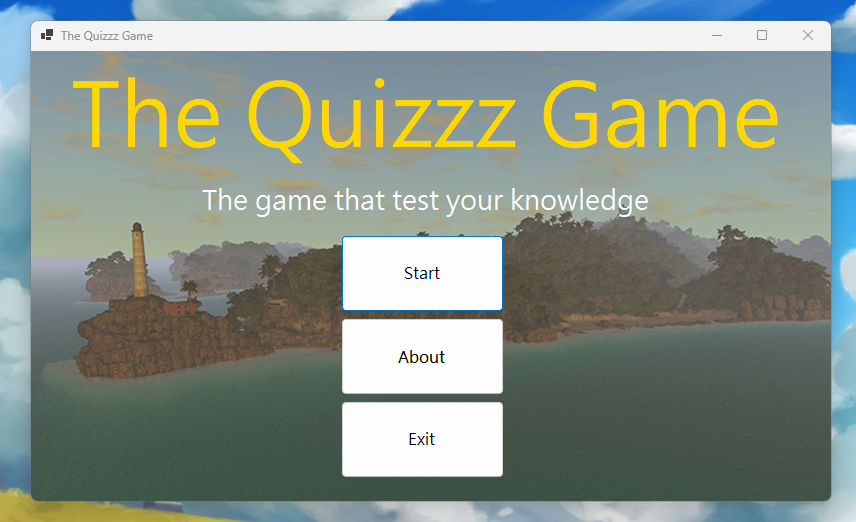 The Quizzz Game
The Quizzz Game
The game that test your knowledge
Start
About
Exit